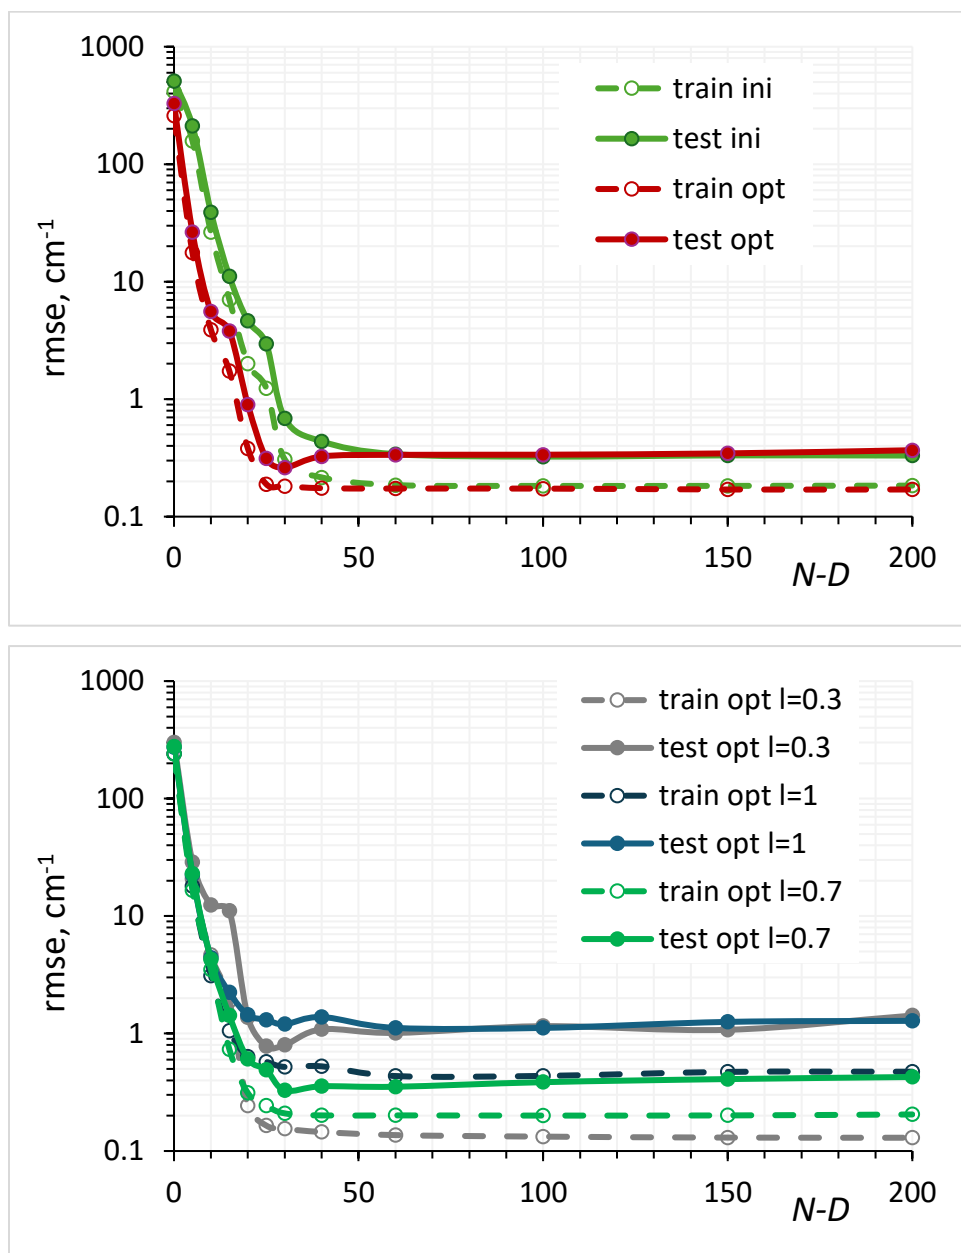 1000
100
10
1
0.1
rmse, cm-1
train ini
test ini
train opt
test opt
0 50 100 150 200
N-D
1000
100
10
1
0.1
rmse, cm-1
train opt l=0.3
test opt l=0.3
train opt l=1
test opt l=1
train opt l=0.7
test opt l=0.7
0 50 100 150 200
N-D